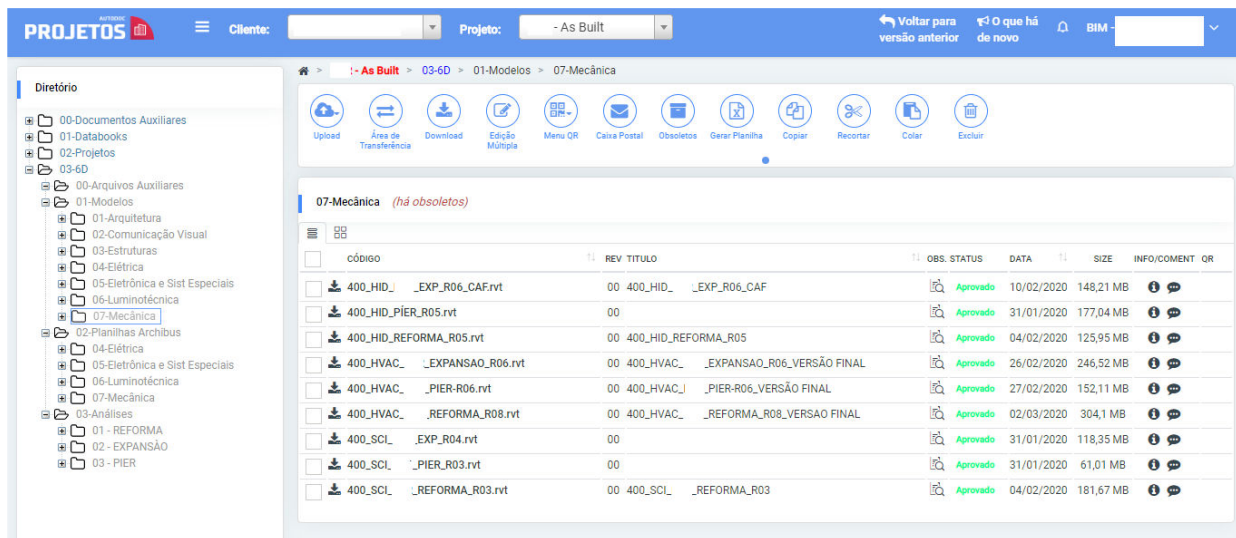 AUTODOC
PROJETOS
Cliente:
Projeto:
- As Built
Voltar para versão anterior
O que há de novo
BIM -
Diretório
00-Documentos Auxiliares
01-Databooks
02-Projetos
03-6D
00-Arquivos Auxiliares
01-Modelos
01-Arquitetura
02-Comunicação Visual
03-Estruturas
04-Elétrica
05-Eletrônica e Sist Especiais
06-Luminotécnica
07-Mecânica
02-Planilhas Archibus
04-Elétrica
05-Eletrônica e Sist Especiais
06-Luminotécnica
07-Mecânica
03-Análises
01 - REFORMA
02 - EXPANSÀO
03 - PIER
> - As Built > 03-6D > 01-Modelos > 07-Mecânica
Upload Área de Transferência Download Edição Múltipla Menu QR Caixa Postal Obsoletos Gerar Planilha Copiar Recortar Colar Excluir
07-Mecânica (há obsoletos)
CÓDIGO REV TITULO OBS. STATUS DATA SIZE INFO/COMENT QR
400_HID_ _EXP_R06_CAF.rvt 00 400_HID_ _EXP_R06_CAF Aprovado 10/02/2020 148,21 MB
400_HID_PÍER_R05.rvt 00 Aprovado 31/01/2020 177,04 MB
400_HID_REFORMA_R05.rvt 00 400_HID_REFORMA_R05 Aprovado 04/02/2020 125,95 MB
400_HVAC_ _EXPANSAO_R06.rvt 00 400_HVAC_ _EXPANSAO_R06_VERSÃO FINAL Aprovado 26/02/2020 246,52 MB
400_HVAC_ _PIER-R06.rvt 00 400_HVAC_ _PIER-R06_VERSÃO FINAL Aprovado 27/02/2020 152,11 MB
400_HVAC_ _REFORMA_R08.rvt 00 400_HVAC_ _REFORMA_R08_VERSAO FINAL Aprovado 02/03/2020 304,1 MB
400_SCI_ _EXP_R04.rvt 00 Aprovado 31/01/2020 118,35 MB
400_SCI_ _PIER_R03.rvt 00 Aprovado 31/01/2020 61,01 MB
400_SCI_ _REFORMA_R03.rvt 00 400_SCI_ _REFORMA_R03 Aprovado 04/02/2020 181,67 MB